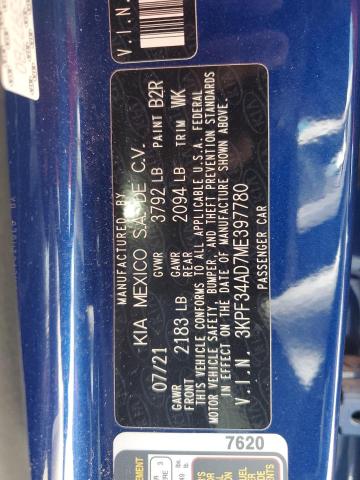 V.I.N.
MANUFACTURED BY
KIA MEXICO S.A. DE C.V.
07/21 GVWR 3792 LB PAINT B2R
GAWR FRONT 2183 LB GAWR REAR 2094 LB TRIM WK
THIS VEHICLE CONFORMS TO ALL APPLICABLE U.S.A. FEDERAL
MOTOR VEHICLE SAFETY, BUMPER, AND THEFT PREVENTION STANDARDS
IN EFFECT ON THE DATE OF MANUFACTURE SHOWN ABOVE.
V.I.N. 3KPF34AD7ME397780
PASSENGER CAR
7620